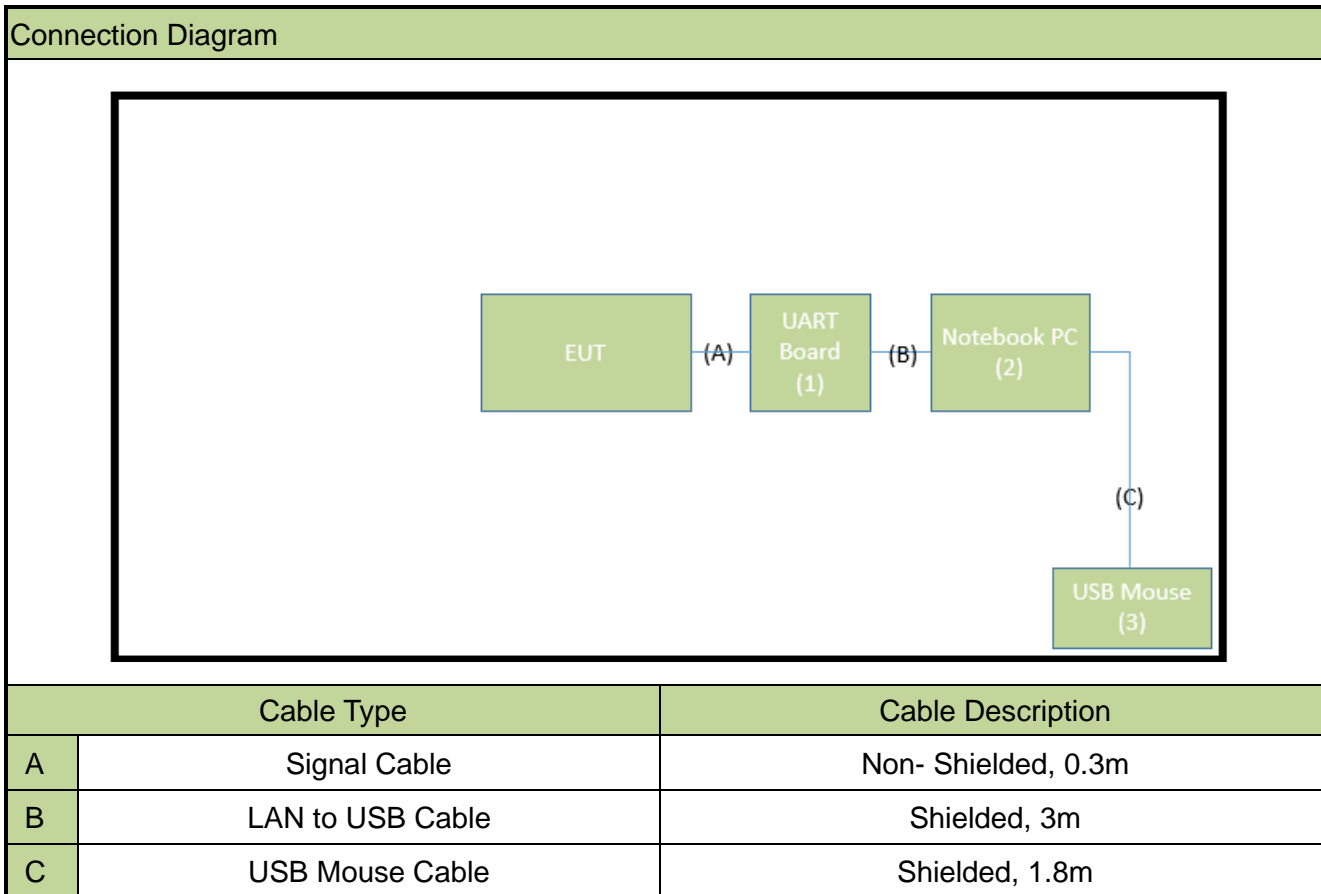 Connection Diagram
EUT
(A)
UART
Board
(1)
(B)
Notebook PC
(2)
(C)
USB Mouse
(3)
Cable Type Cable Description
A Signal Cable Non- Shielded, 0.3m
B LAN to USB Cable Shielded, 3m
C USB Mouse Cable Shielded, 1.8m